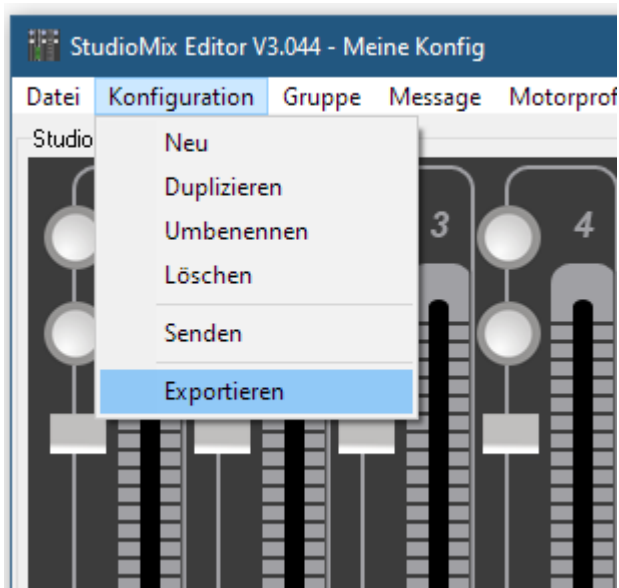 StudioMix Editor V3.044 - Meine Konfig
Datei Konfiguration Gruppe Message
Studio
Neu
Duplizieren
Umbenennen
3
4
Löschen
Senden
Exportieren